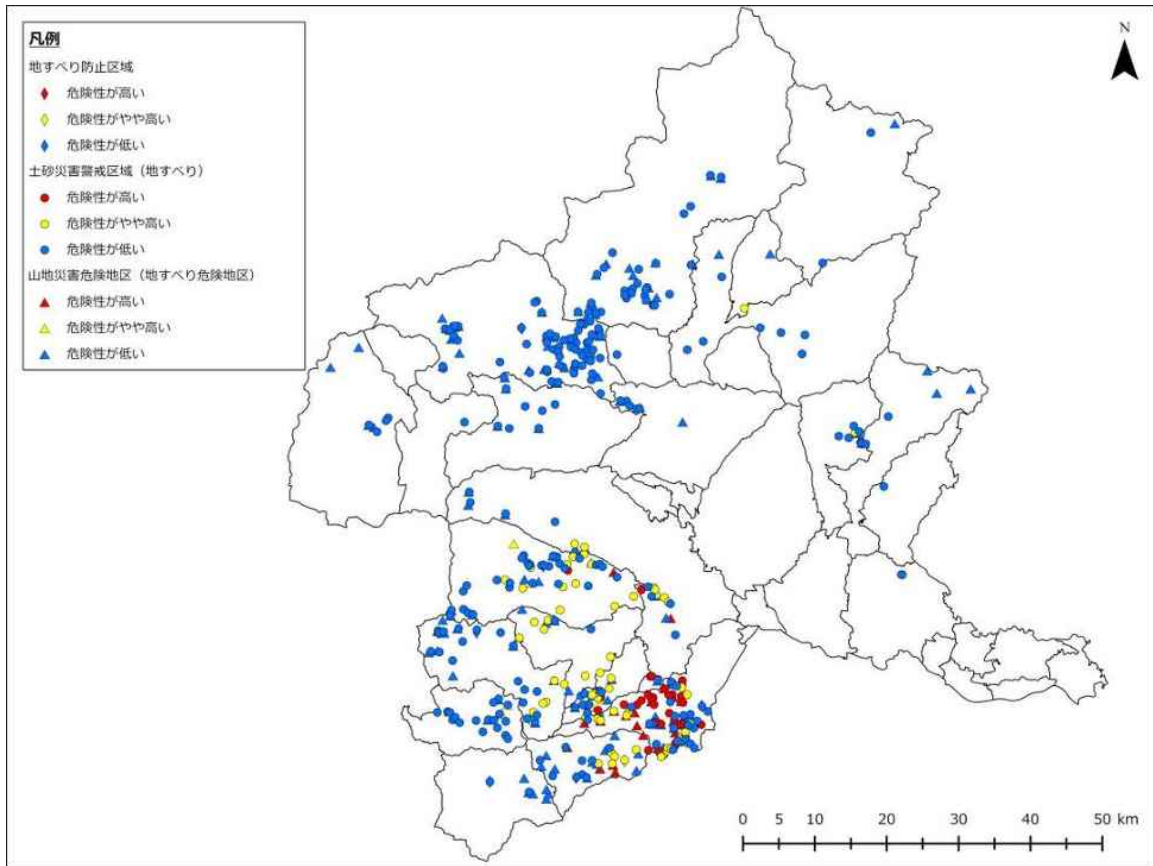 凡例
地すべり防止区域
危険性が高い
危険性がやや高い
危険性が低い
土砂災害警戒区域（地すべり）
危険性が高い
危険性がやや高い
危険性が低い
山地災害危険地区（地すべり危険地区）
危険性が高い
危険性がやや高い
危険性が低い
N
0 5 10 20 30 40 50 km